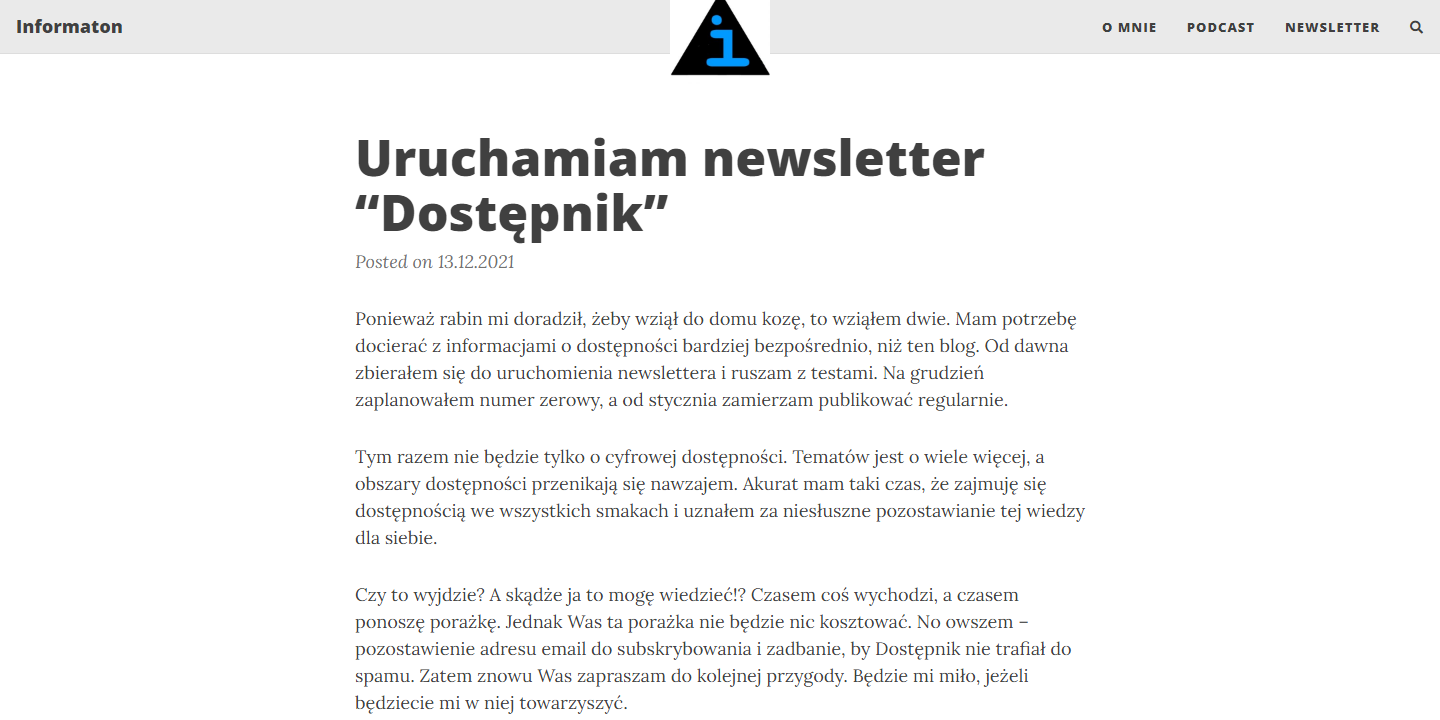 Informaton
i
O MNIE
PODCAST
NEWSLETTER
Uruchamiam newsletter
“Dostępnik”
Posted on 13.12.2021
Ponieważ rabin mi doradził, żeby wziął do domu kozę, to wziąłem dwie. Mam potrzebę
docierać z informacjami o dostępności bardziej bezpośrednio, niż ten blog. Od dawna
zbierałem się do uruchomienia newslettera i ruszam z testami. Na grudzień
zaplanowałem numer zerowy, a od stycznia zamierzam publikować regularnie.
Tym razem nie będzie tylko o cyfrowej dostępności. Tematów jest o wiele więcej, a
obszary dostępności przenikają się nawzajem. Akurat mam taki czas, że zajmuję się
dostępnością we wszystkich smakach i uznałem za niesłuszne pozostawianie tej wiedzy
dla siebie.
Czy to wyjdzie? A skądże ja to mogę wiedzieć!? Czasem coś wychodzi, a czasem
ponoszę porażkę. Jednak Was ta porażka nie będzie nic kosztować. No owszem –
pozostawienie adresu email do subskrybowania i zadbanie, by Dostępnik nie trafiał do
spamu. Zatem znowu Was zapraszam do kolejnej przygody. Będzie mi miło, jeżeli
będziecie mi w niej towarzyszyć.